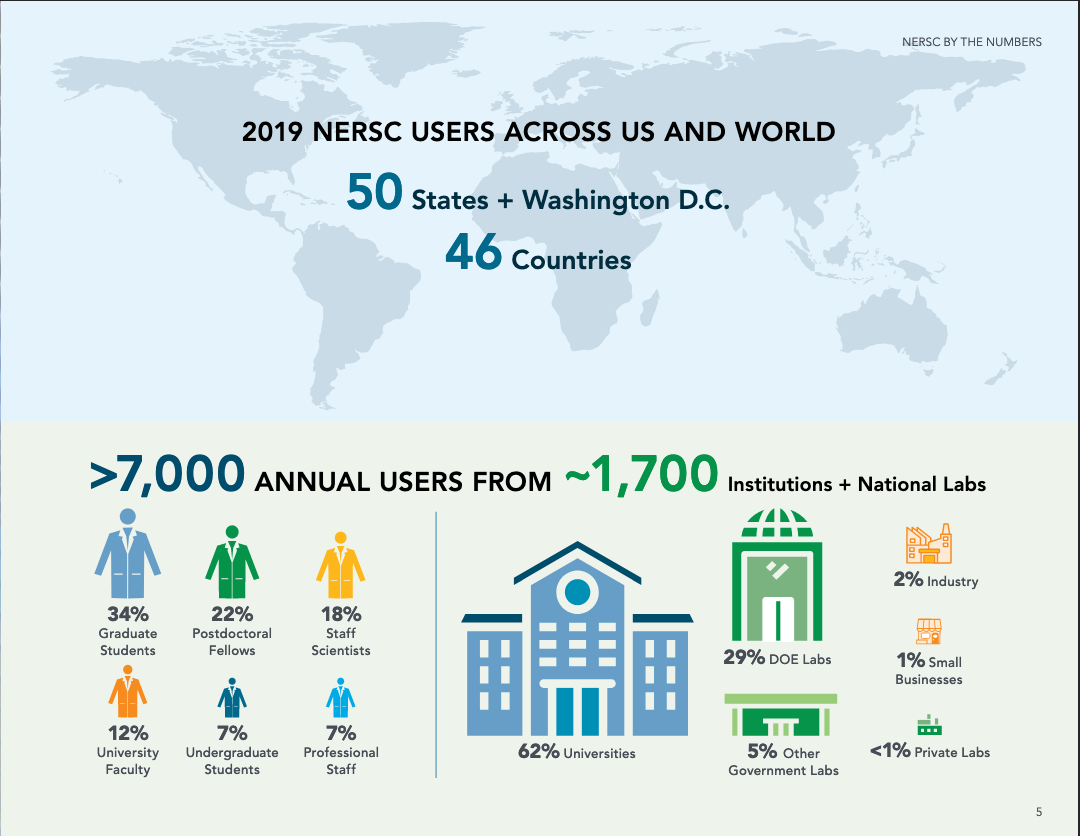 NERSC BY THE NUMBERS
2019 NERSC USERS ACROSS US AND WORLD
50 States + Washington D.C.
46 Countries
>7,000 ANNUAL USERS FROM ~1,700 Institutions + National Labs
34%
Graduate
Students
22%
Postdoctoral
Fellows
18%
Staff
Scientists
12%
University
Faculty
7%
Undergraduate
Students
7%
Professional
Staff
62% Universities
29% DOE Labs
5% Other
Government Labs
2% Industry
1% Small
Businesses
<1% Private Labs
5